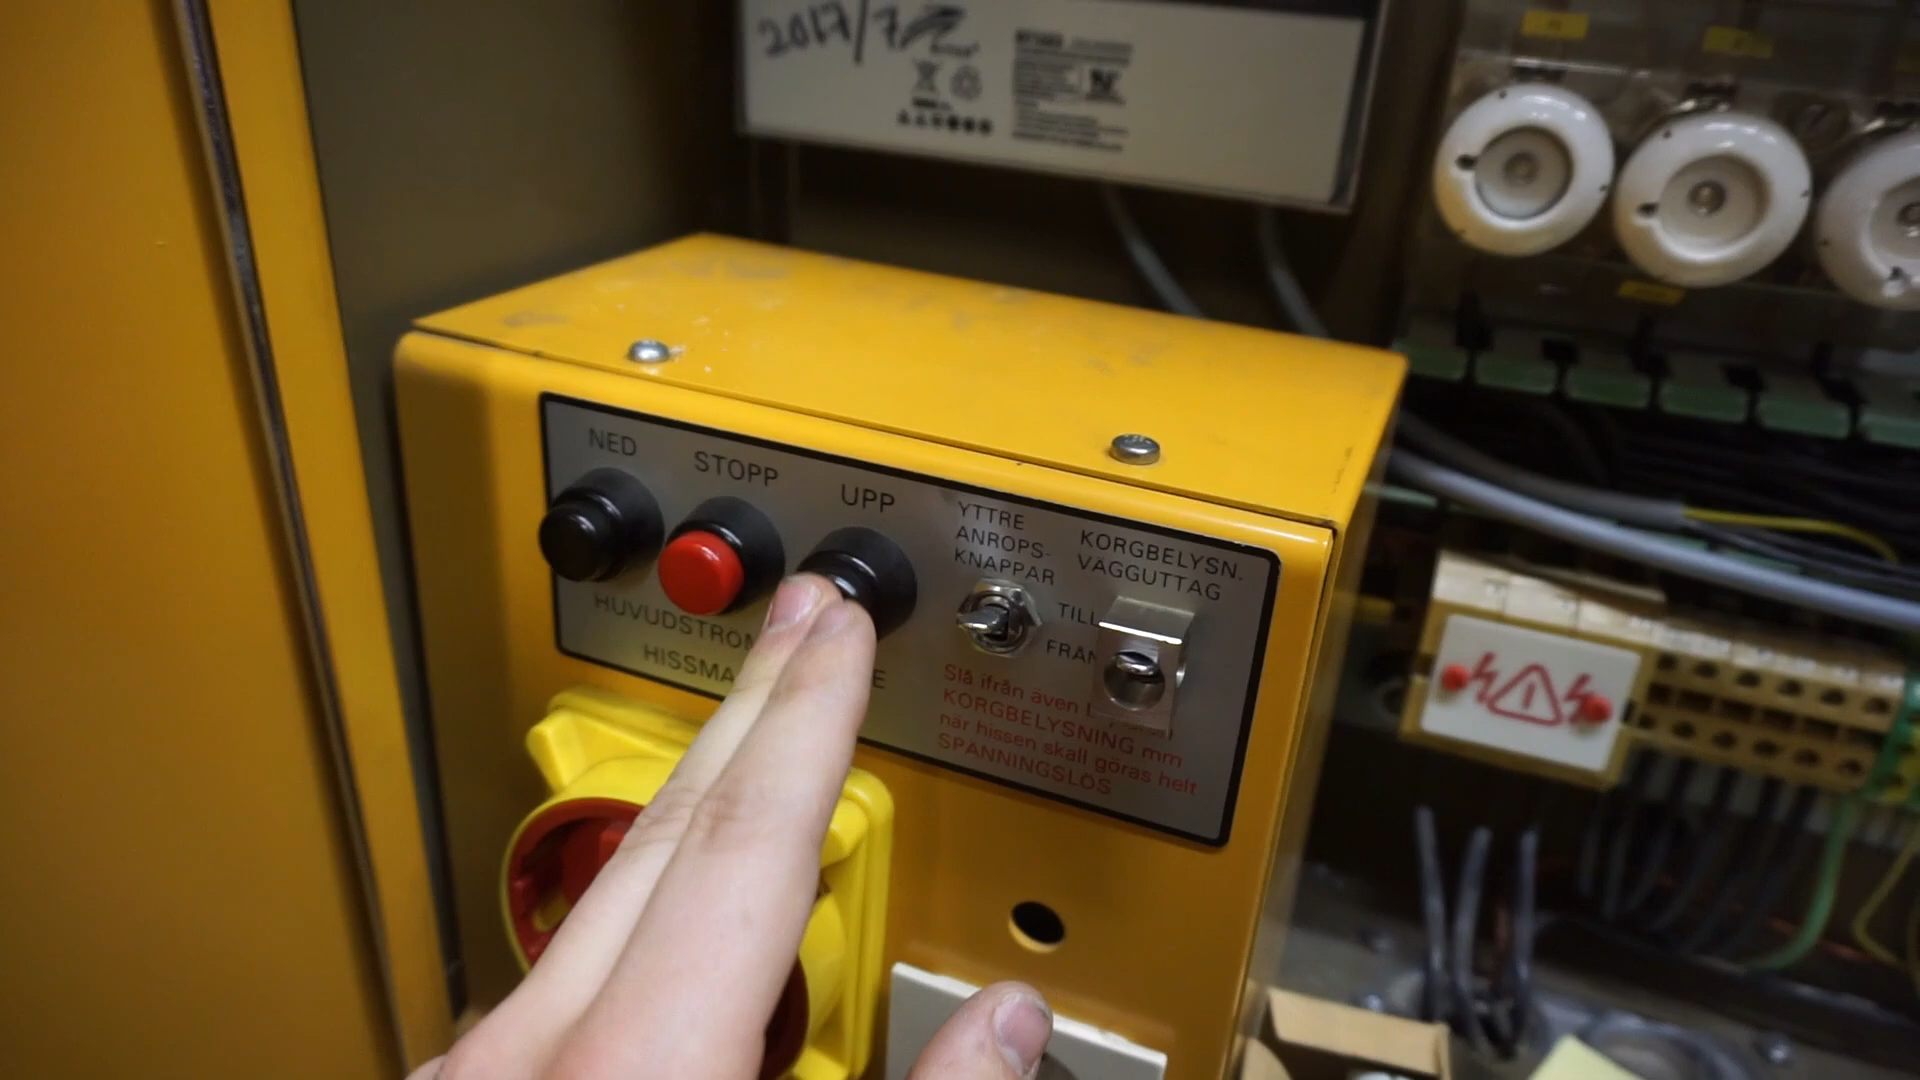 2017/7
NED
STOPP
UPP
YTTRE
ANROPS-
KNAPPAR
KORGBELYSN.
VÄGGUTTAG
TILL
FRÅN
HUVUDSTRÖM
HISSMA
E
Slå ifrån även
KORGBELYSNING mm
när hissen skall göras helt
SPÄNNINGSLÖS